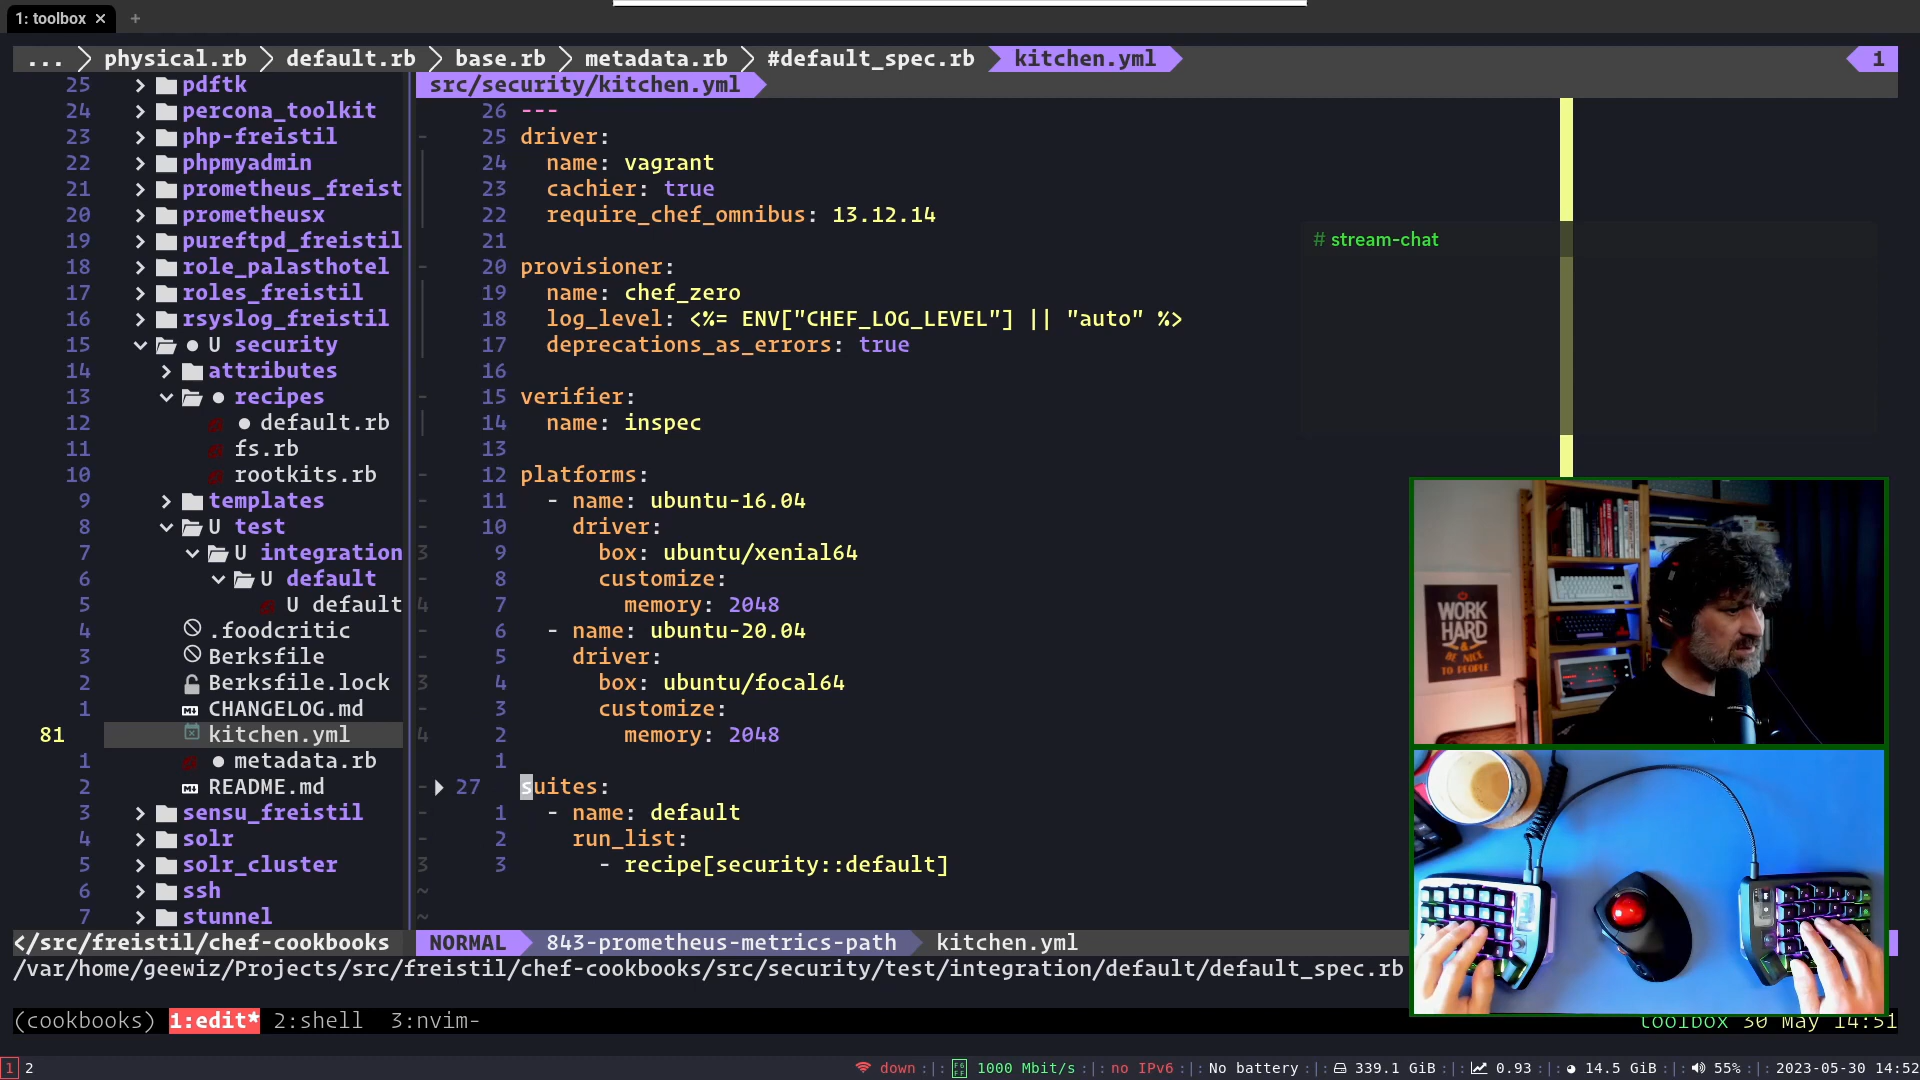 1: toolbox × +
... physical.rb default.rb base.rb metadata.rb #default_spec.rb kitchen.yml 1
25 pdftk
24 percona_toolkit
23 php-freistil
22 phpmyadmin
21 prometheus_freist
20 prometheusx
19 pureftpd_freistil
18 role_palasthotel
17 roles_freistil
16 rsyslog_freistil
15 U security
14 attributes
13 recipes
12 default.rb
11 fs.rb
10 rootkits.rb
9 templates
8 U test
7 U integration
6 U default
5 U default
4 .foodcritic
3 Berksfile
2 Berksfile.lock
1 CHANGELOG.md
81 kitchen.yml
1 metadata.rb
2 README.md
3 sensu_freistil
4 solr
5 solr_cluster
6 ssh
7 stunnel
</src/freistil/chef-cookbooks
src/security/kitchen.yml
26 ---
- 25 driver:
24 name: vagrant
23 cachier: true
22 require_chef_omnibus: 13.12.14
21
- 20 provisioner:
19 name: chef_zero
18 log_level: <%= ENV["CHEF_LOG_LEVEL"] || "auto" %>
17 deprecations_as_errors: true
16
- 15 verifier:
14 name: inspec
13
- 12 platforms:
- 11 - name: ubuntu-16.04
- 10 driver:
3 9 box: ubuntu/xenial64
- 8 customize:
4 7 memory: 2048
- 6 - name: ubuntu-20.04
- 5 driver:
3 4 box: ubuntu/focal64
- 3 customize:
4 2 memory: 2048
1
- 27 suites:
- 1 - name: default
- 2 run_list:
3 3 - recipe[security::default]
~
~
# stream-chat
WORK
HARD
&
BE NICE
TO PEOPLE
NORMAL 843-prometheus-metrics-path kitchen.yml
/var/home/geewiz/Projects/src/freistil/chef-cookbooks/src/security/test/integration/default/default_spec.rb
(cookbooks) 1:edit* 2:shell 3:nvim- toolbox 30 May 14:51
1 2 down :|: 1000 Mbit/s :|: no IPv6 :|: No battery :|: 339.1 GiB :|: 0.93 :|: 14.5 GiB :|: 55% :|: 2023-05-30 14:52